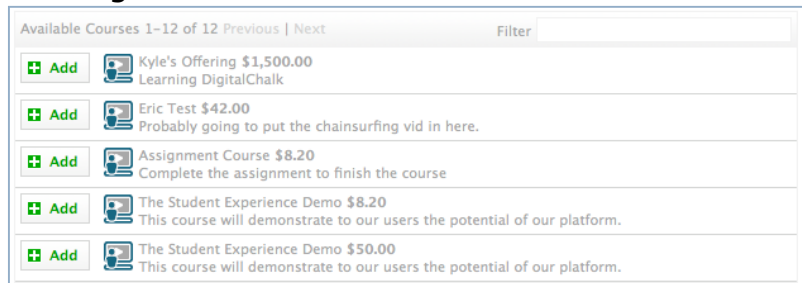 Available Courses 1-12 of 12 Previous | Next Filter
Add Kyle's Offering $1,500.00
Learning DigitalChalk
Add Eric Test $42.00
Probably going to put the chainsurfing vid in here.
Add Assignment Course $8.20
Complete the assignment to finish the course
Add The Student Experience Demo $8.20
This course will demonstrate to our users the potential of our platform.
Add The Student Experience Demo $50.00
This course will demonstrate to our users the potential of our platform.